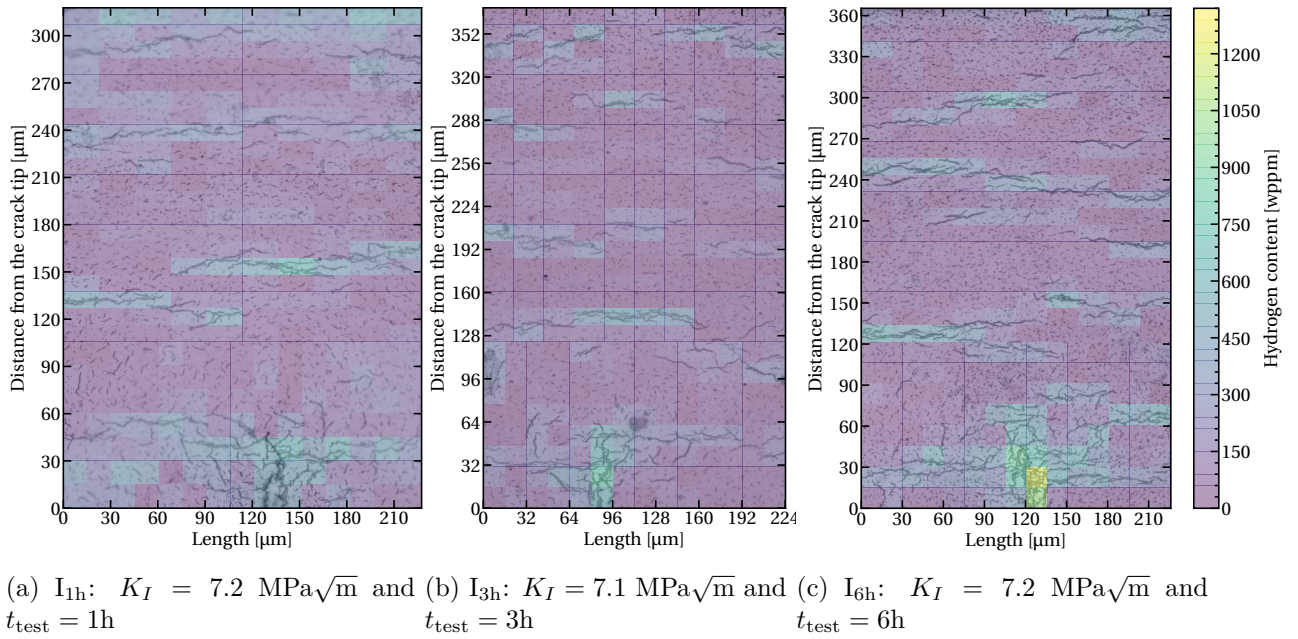 318
300
270
240
210
180
150
120
90
60
30
0
0 30 60 90 120 150 180 210
Distance from the crack tip [µm]
Length [µm]
352
320
288
256
224
192
160
128
96
64
32
0
0 32 64 96 128 160 192 224
Distance from the crack tip [µm]
Length [µm]
360
330
300
270
240
210
180
150
120
90
60
30
0
0 30 60 90 120 150 180 210
Distance from the crack tip [µm]
Length [µm]
1200
1050
900
750
600
450
300
150
0
Hydrogen content [wppm]
(a) I1h: KI = 7.2 MPa√m and
ttest = 1h
(b) I3h: KI = 7.1 MPa√m and
ttest = 3h
(c) I6h: KI = 7.2 MPa√m and
ttest = 6h